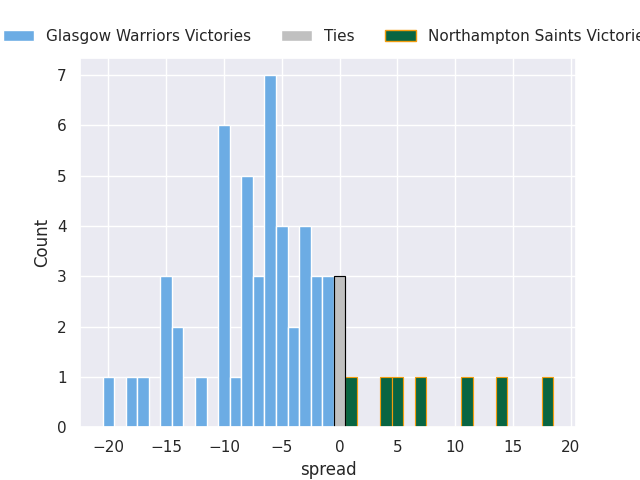 Glasgow Warriors Victories Ties Northampton Saints Victorie
7
6
5
4
3
2
1
0
Count
−20 −15 −10 −5 0 5 10 15 20
spread